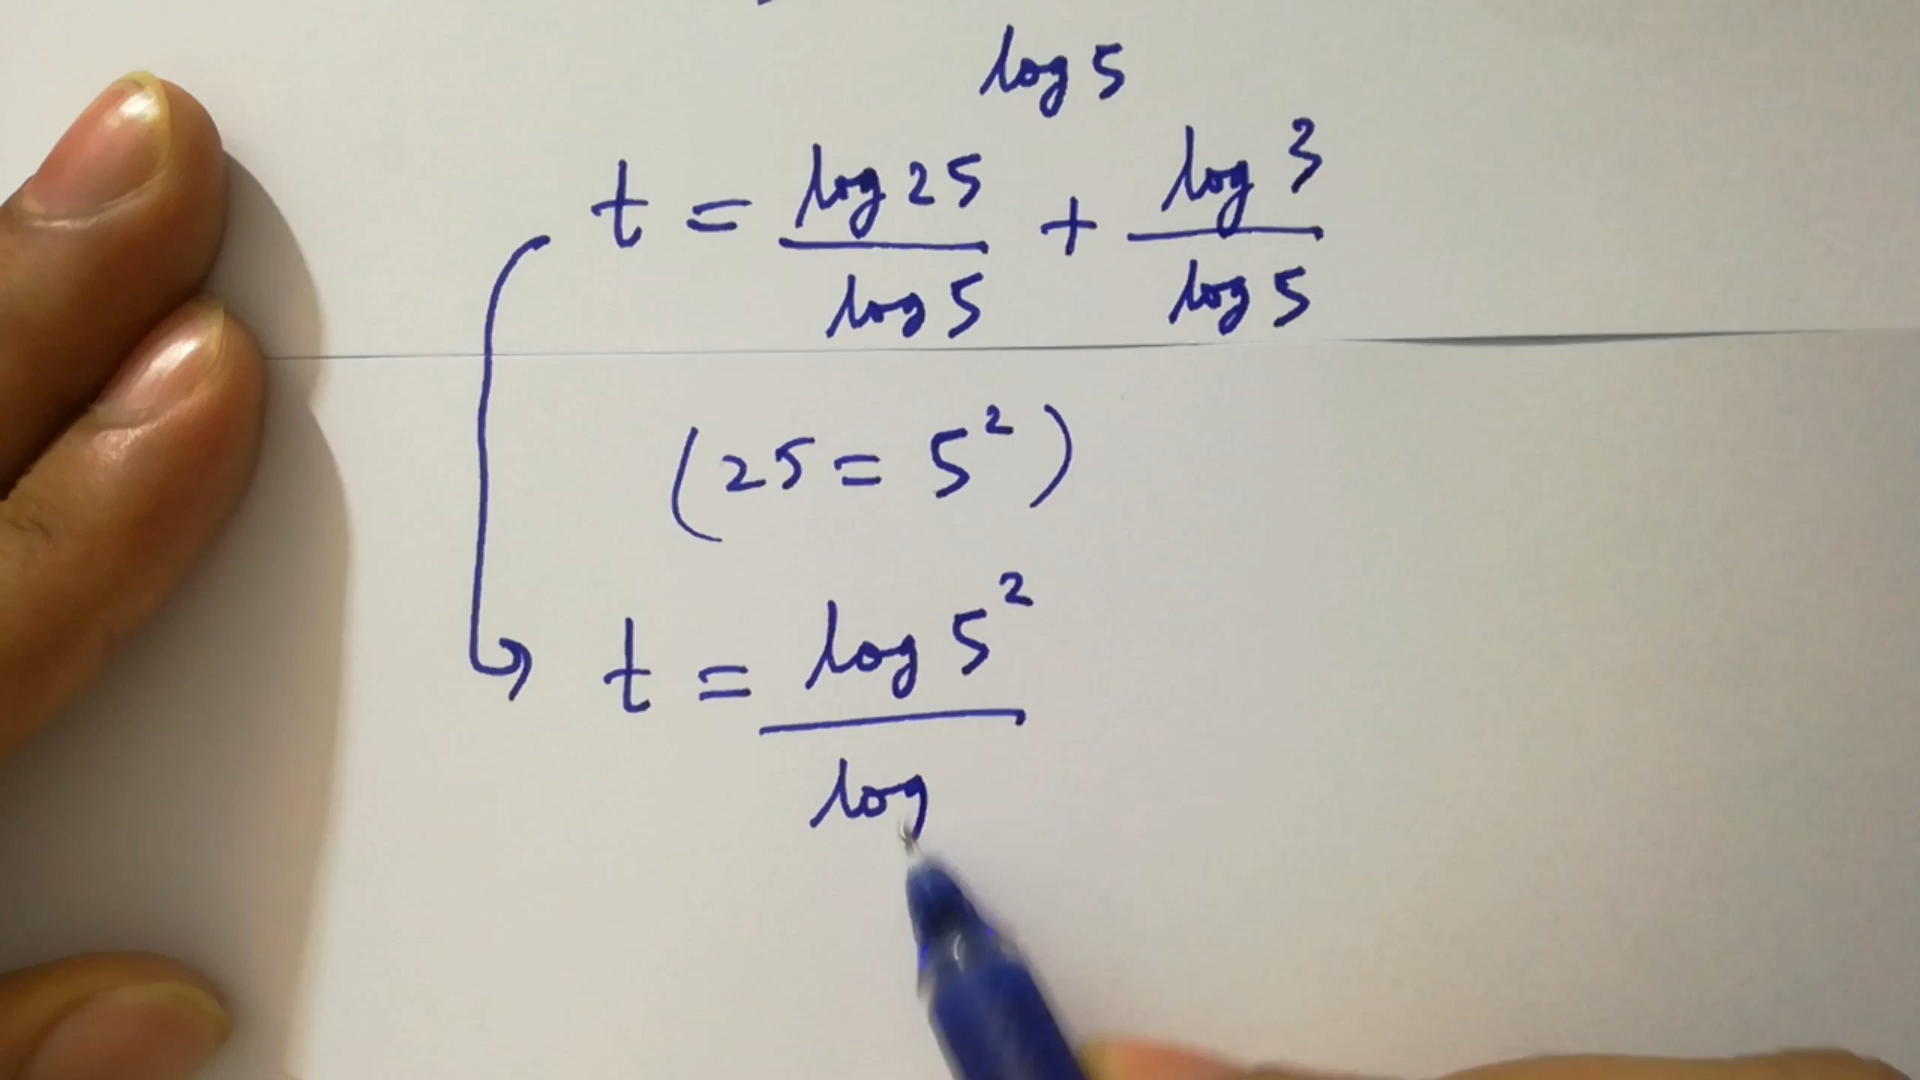 log 5
t = log 25 / log 5 + log 3 / log 5
(25 = 5²)
t = log 5² / log